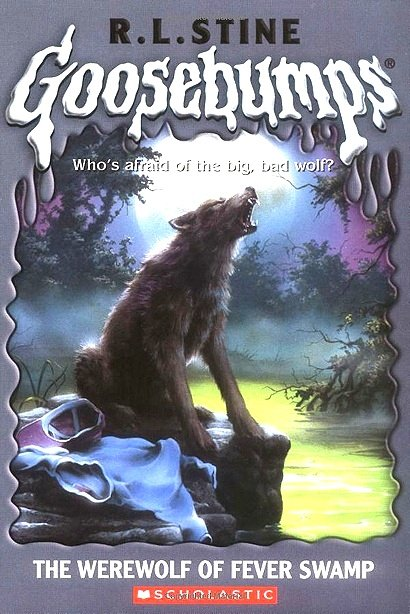 R.L.STINE
Goosebumps®
Who's afraid of the big, bad wolf?
THE WEREWOLF OF FEVER SWAMP
SCHOLASTIC